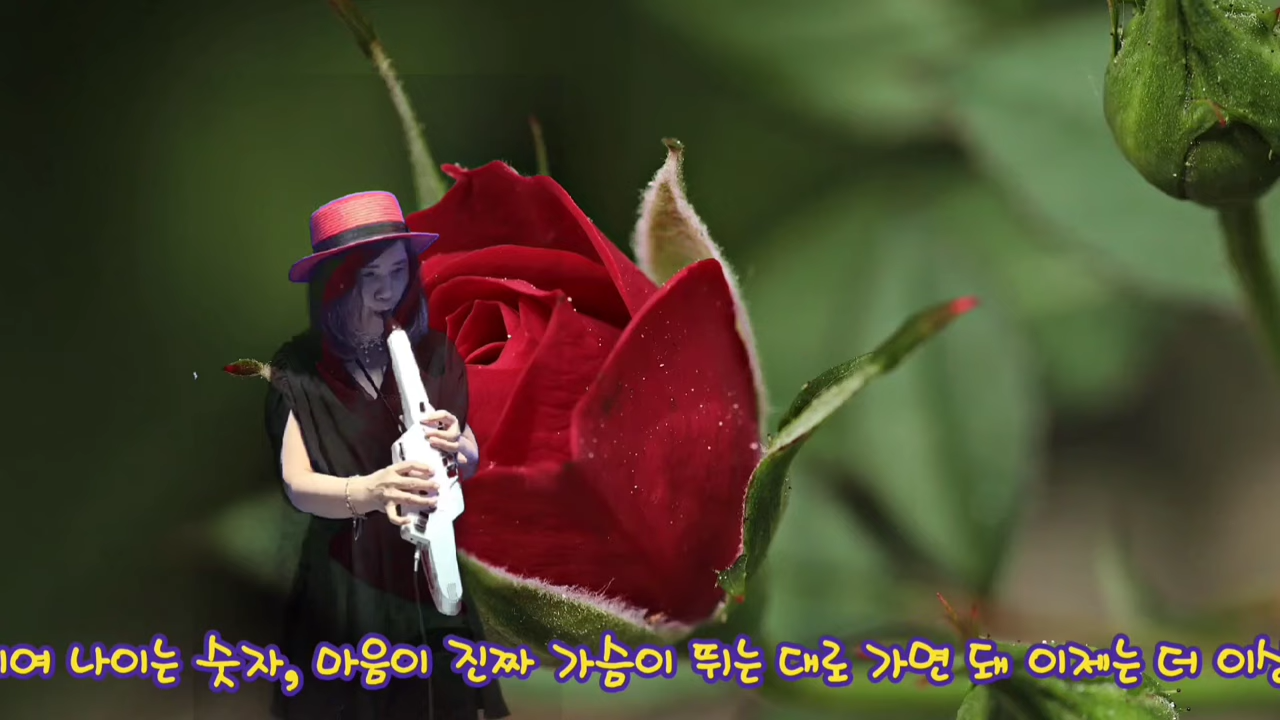 나이는 숫자, 마음이 진짜 가슴이 뛰는 대로 가면 돼 이제는 더